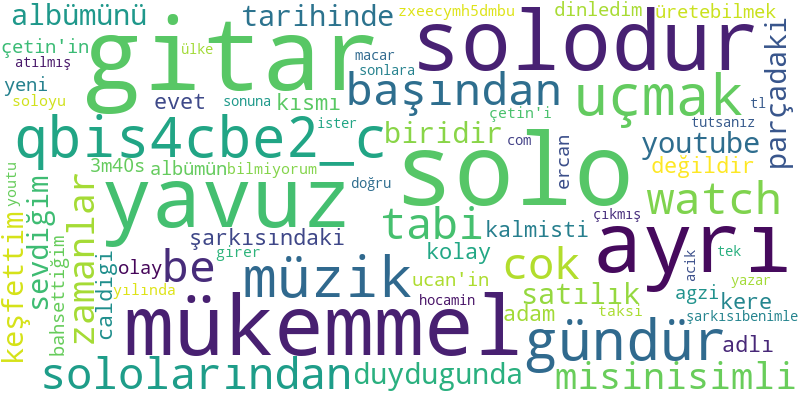 albümünü
tarihinde
zxeecymh5dmbu
dinledim
üretebilmek
çetin'in
atılmış
ülke
gitar
macar
sonlara
solodur
parçadaki
yeni
soloyu
evet
sonuna
kısmı
başından
uçmak
tl
ister
çetin'i
tutsanız
qbis4cbe2_c
biridir
com
youtube
3m40s
albümün
bilmiyorum
doğru
solo
ercan
değildir
youtu
sevdiğim
zamanlar
yavuz
tabi
watch
keşfettim
bahsettiğim
şarkısındaki
kalmisti
çıkmış
ayrı
olay
be
girer
müzik
kolay
cok
acik
tek
caldigi
yılında
ucan'in
satılık
agzi
yazar
kere
mükemmel
hocamin
adam
taksi
gündür
şarkısıbenimle
adlı
sololarından
duydugunda
misinisimli